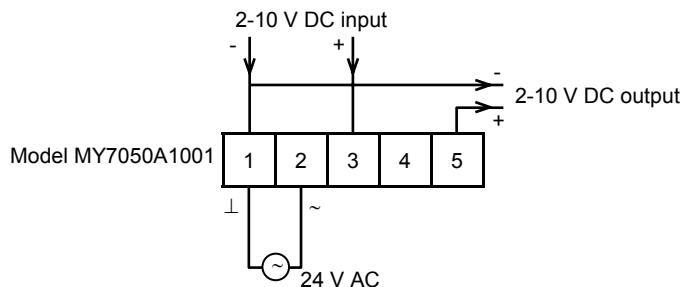 2-10 V DC input
- +
-
2-10 V DC output
+
Model MY7050A1001 1 2 3 4 5
⊥ ~
~
24 V AC